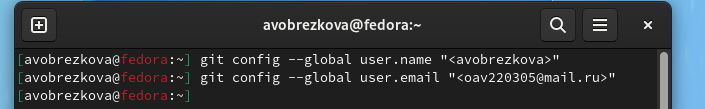 avobrezkova@fedora:~
[avobrezkova@fedora:~] git config --global user.name "<avobrezkova>"
[avobrezkova@fedora:~] git config --global user.email "<oav220305@mail.ru>"
[avobrezkova@fedora:~]